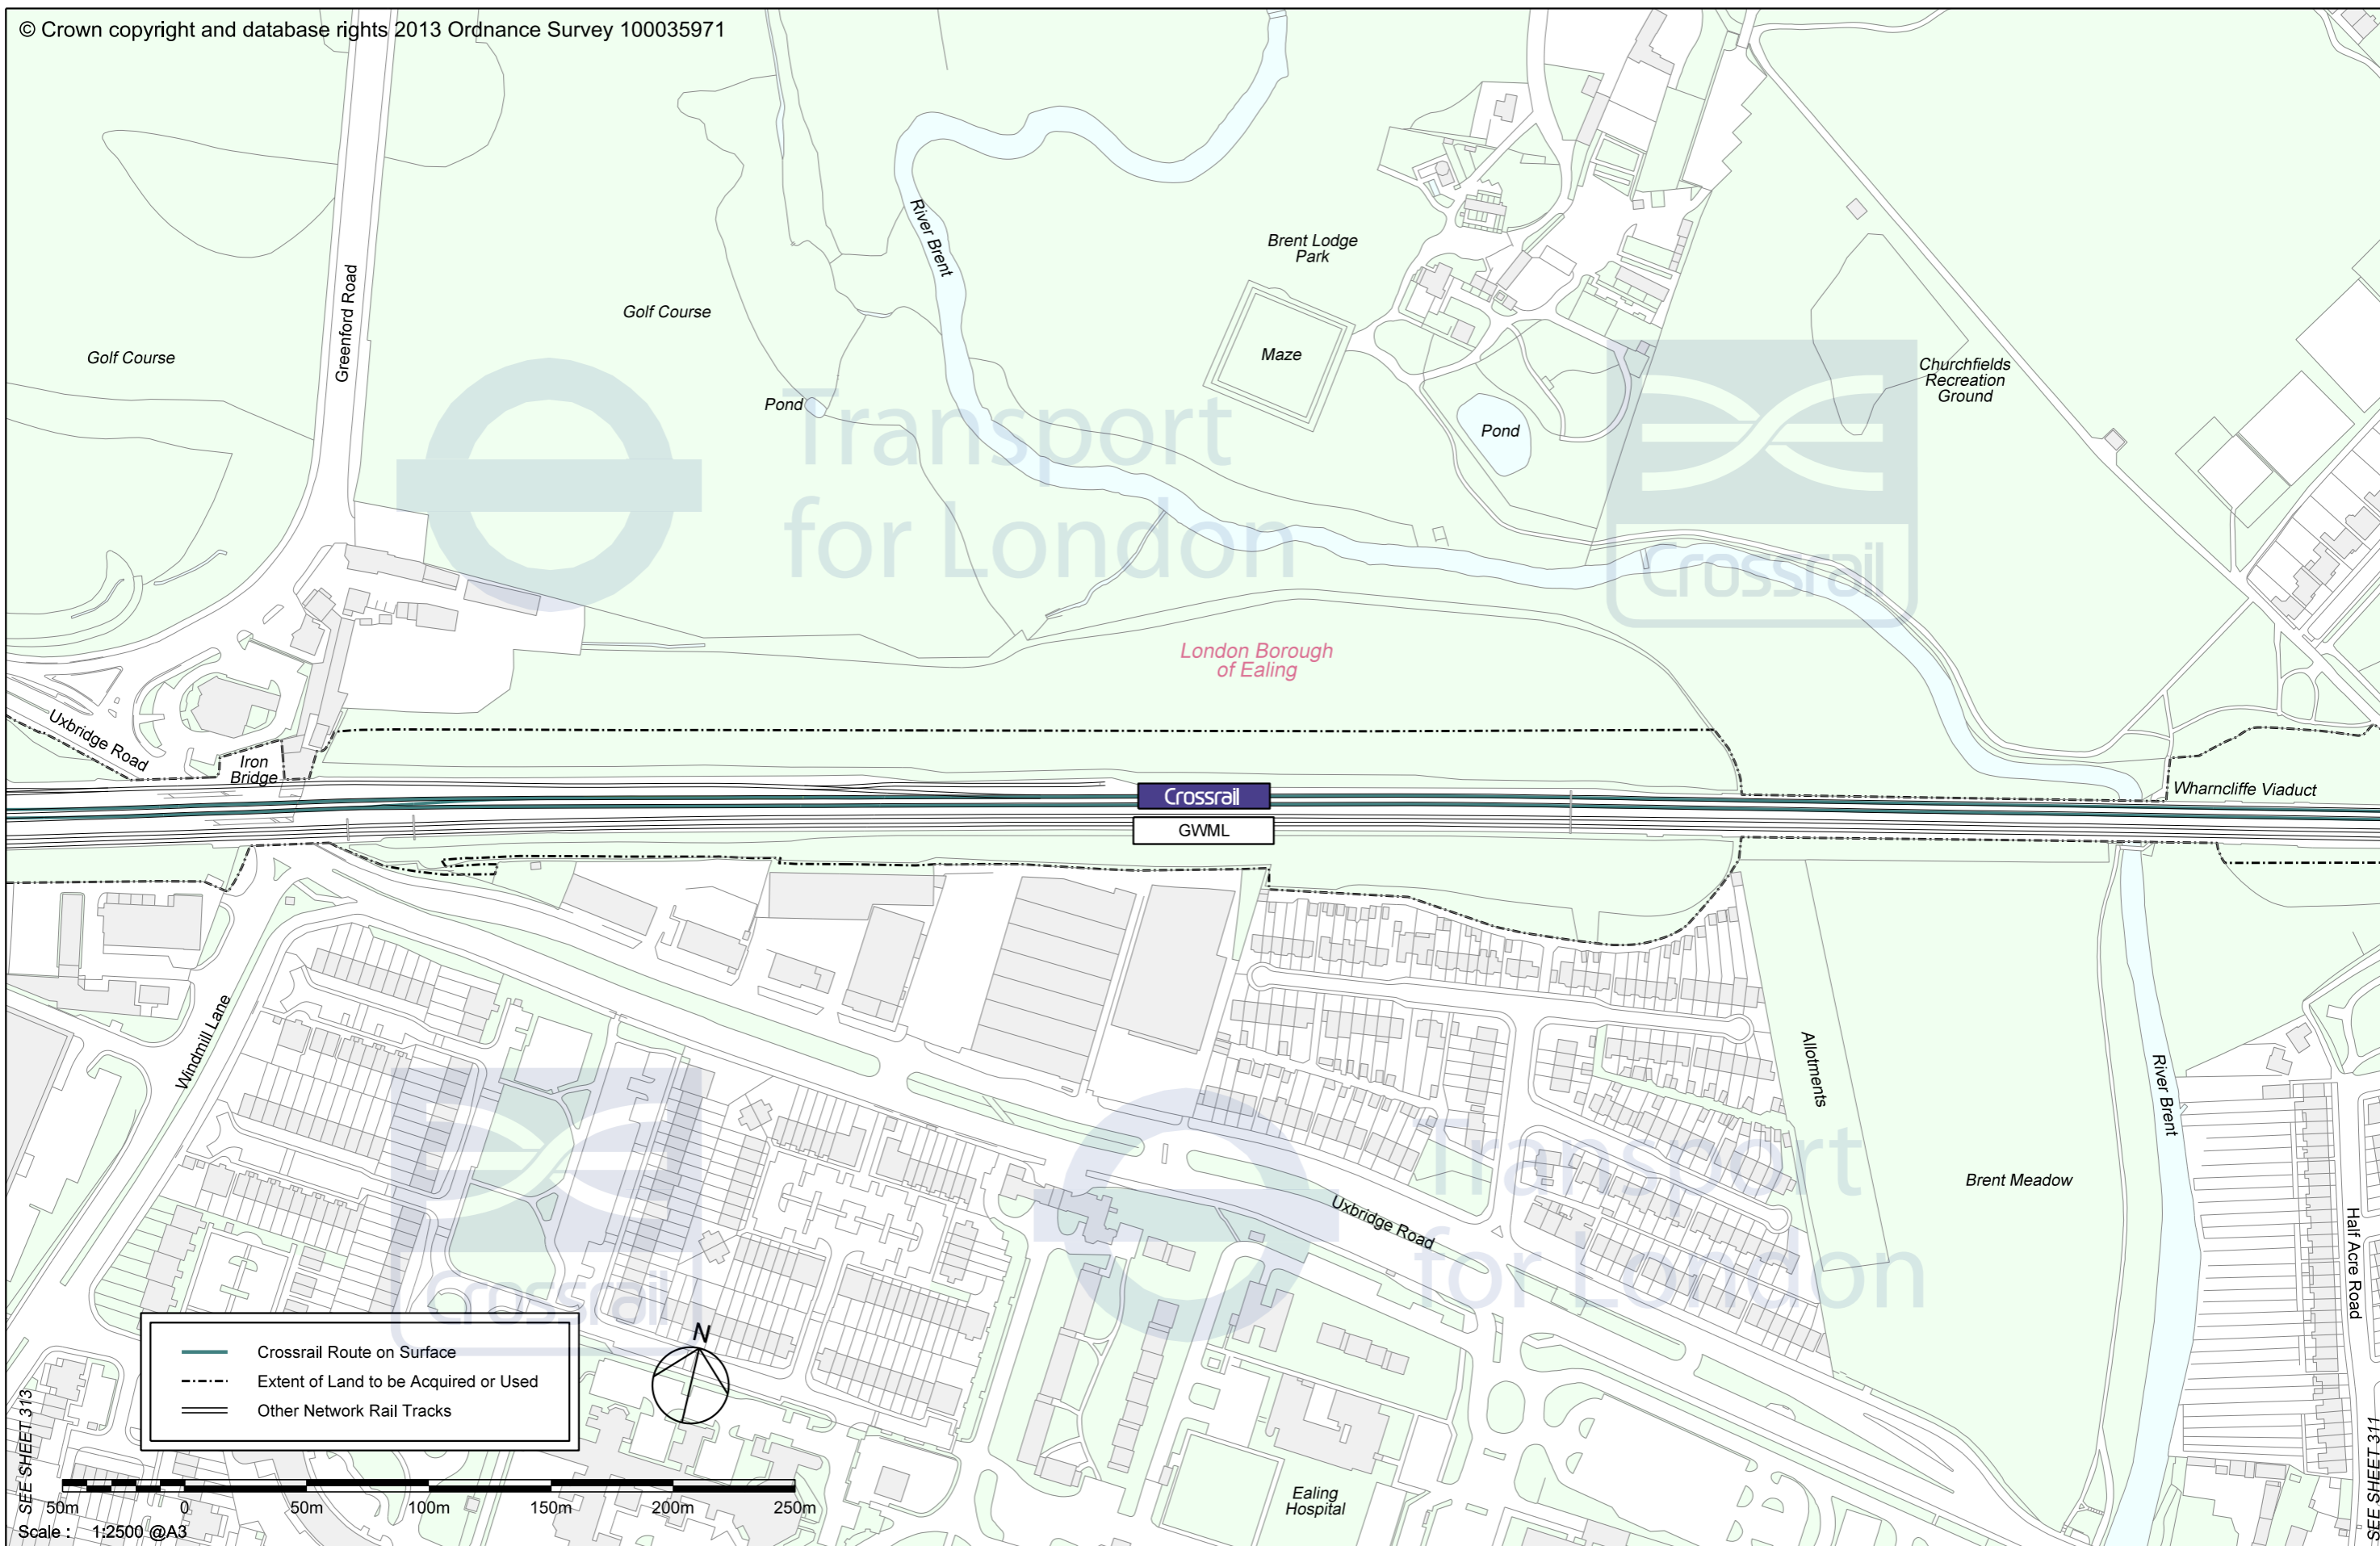 © Crown copyright and database rights 2013 Ordnance Survey 100035971
River Brent
Brent Lodge
Park
Greenford Road
Golf Course
Golf Course
Maze
Churchfields
Recreation
Ground
Pond
Pond
Transport
for London
Crossrail
London Borough
of Ealing
Uxbridge Road
Iron
Bridge
Crossrail
GWML
Wharncliffe Viaduct
Windmill Lane
Allotments
River Brent
Brent Meadow
Half Acre Road
Uxbridge Road
Transport
for London
Crossrail
Crossrail Route on Surface
Extent of Land to be Acquired or Used
Other Network Rail Tracks
N
SEE SHEET 313
SEE SHEET 311
50m 0 50m 100m 150m 200m 250m
Scale : 1:2500 @A3
Ealing
Hospital